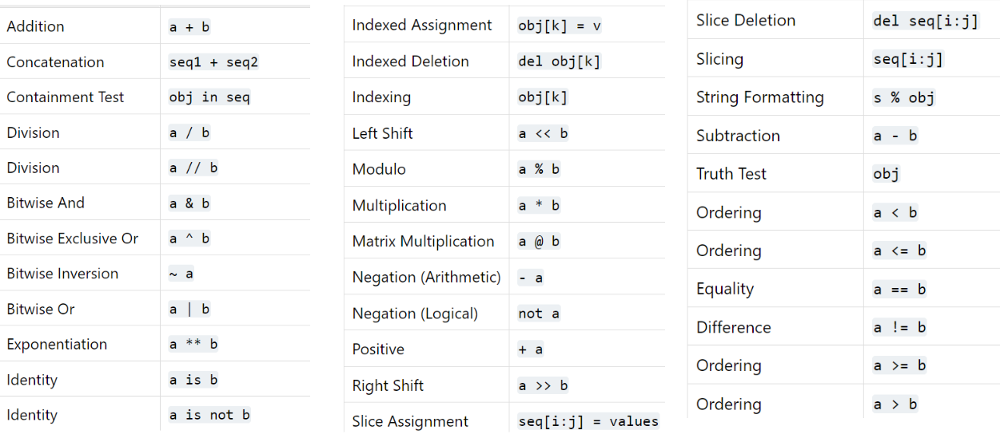 Addition a + b
Concatenation seq1 + seq2
Containment Test obj in seq
Division a / b
Division a // b
Bitwise And a & b
Bitwise Exclusive Or a ^ b
Bitwise Inversion ~ a
Bitwise Or a | b
Exponentiation a ** b
Identity a is b
Identity a is not b
Indexed Assignment obj[k] = v
Indexed Deletion del obj[k]
Indexing obj[k]
Left Shift a << b
Modulo a % b
Multiplication a * b
Matrix Multiplication a @ b
Negation (Arithmetic) - a
Negation (Logical) not a
Positive + a
Right Shift a >> b
Slice Assignment seq[i:j] = values
Slice Deletion del seq[i:j]
Slicing seq[i:j]
String Formatting s % obj
Subtraction a - b
Truth Test obj
Ordering a < b
Ordering a <= b
Equality a == b
Difference a != b
Ordering a >= b
Ordering a > b